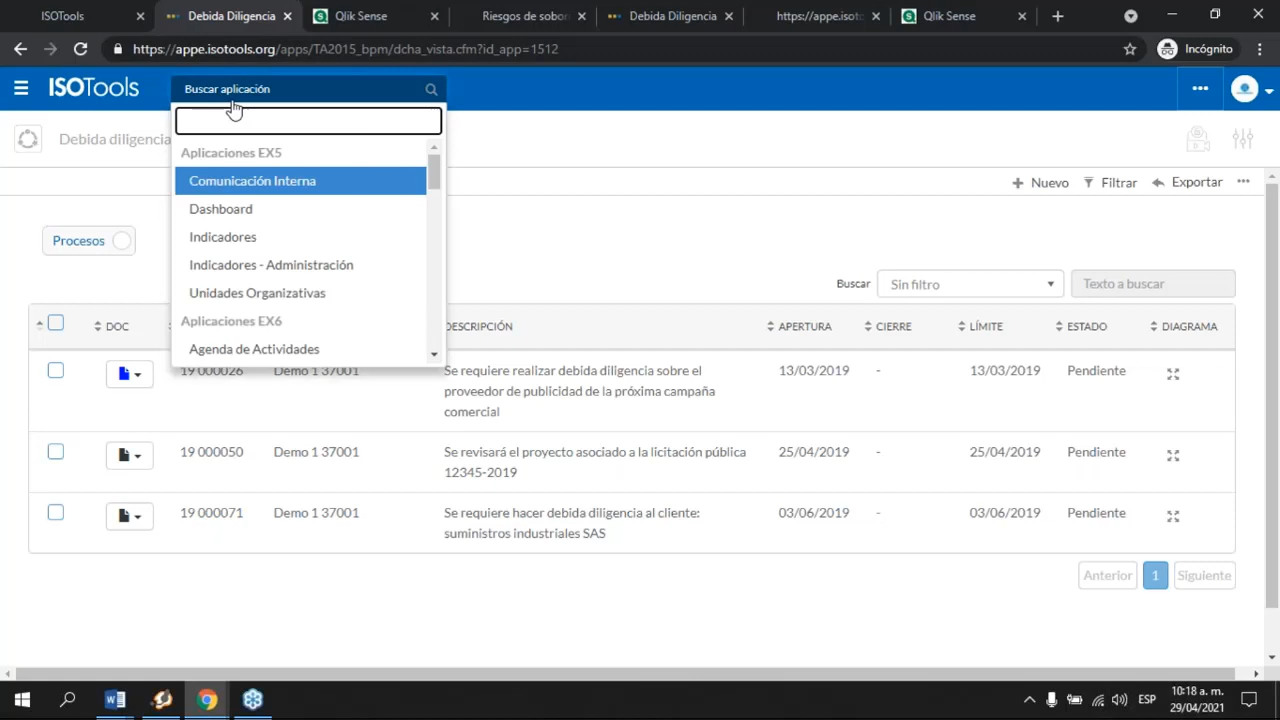 ISOTools
Debida Diligencia
Qlik Sense
Riesgos de sobor
Debida Diligencia
https://appe.isoto
Qlik Sense
https://appe.isotools.org/apps/TA2015_bpm/dcha_vista.cfm?id_app=1512
Incógnito
ISOTools
Buscar aplicación
Debida diligencia
Aplicaciones EX5
Comunicación Interna
Dashboard
Indicadores
Indicadores - Administración
Unidades Organizativas
Aplicaciones EX6
Agenda de Actividades
Nuevo
Filtrar
Exportar
Procesos
Buscar
Sin filtro
Texto a buscar
DOC
DESCRIPCIÓN
APERTURA
CIERRE
LÍMITE
ESTADO
DIAGRAMA
19 000026
Demo 1 37001
Se requiere realizar debida diligencia sobre el
proveedor de publicidad de la próxima campaña
comercial
13/03/2019
-
13/03/2019
Pendiente
19 000050
Demo 1 37001
Se revisará el proyecto asociado a la licitación pública
12345-2019
25/04/2019
-
25/04/2019
Pendiente
19 000071
Demo 1 37001
Se requiere hacer debida diligencia al cliente:
suministros industriales SAS
03/06/2019
-
03/06/2019
Pendiente
Anterior
1
Siguiente
ESP
10:18 a. m.
29/04/2021